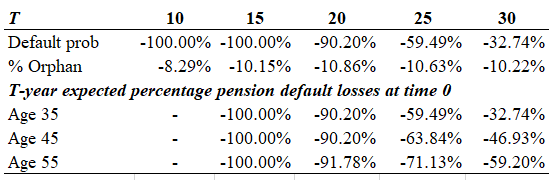 T 10 15 20 25 30
Default prob -100.00% -100.00% -90.20% -59.49% -32.74%
% Orphan -8.29% -10.15% -10.86% -10.63% -10.22%
T-year expected percentage pension default losses at time 0
Age 35 - -100.00% -90.20% -59.49% -32.74%
Age 45 - -100.00% -90.20% -63.84% -46.93%
Age 55 - -100.00% -91.78% -71.13% -59.20%